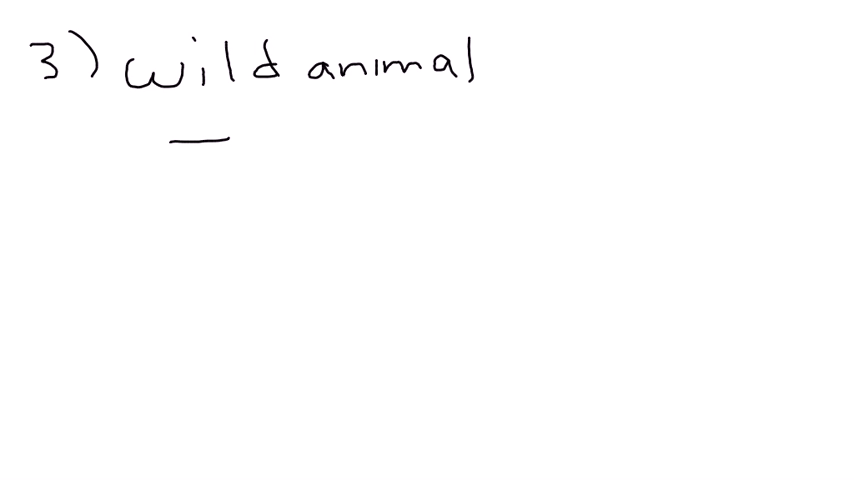 3) wild animal
—